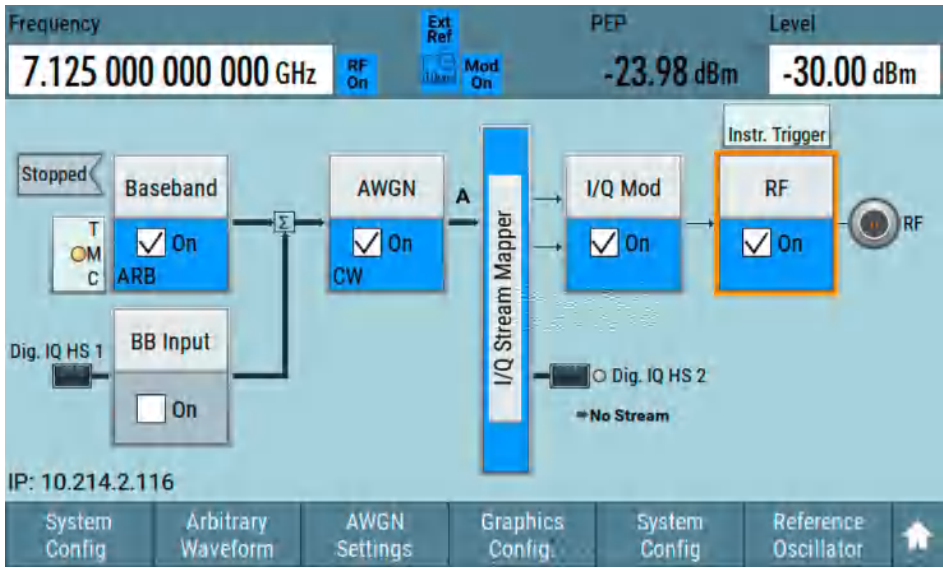 Frequency
Ext
Ref
PEP
Level
7.125 000 000 000 GHz
RF
On
Mod
On
-23.98 dBm
-30.00 dBm
Instr. Trigger
Stopped
Baseband
AWGN
I/Q Mod
RF
A
T
M
C
On
ARB
Σ
On
CW
I/Q Stream Mapper
On
On
RF
BB Input
Dig. IQ HS 1
On
Dig. IQ HS 2
No Stream
IP: 10.214.2.116
System
Config
Arbitrary
Waveform
AWGN
Settings
Graphics
Config.
System
Config
Reference
Oscillator